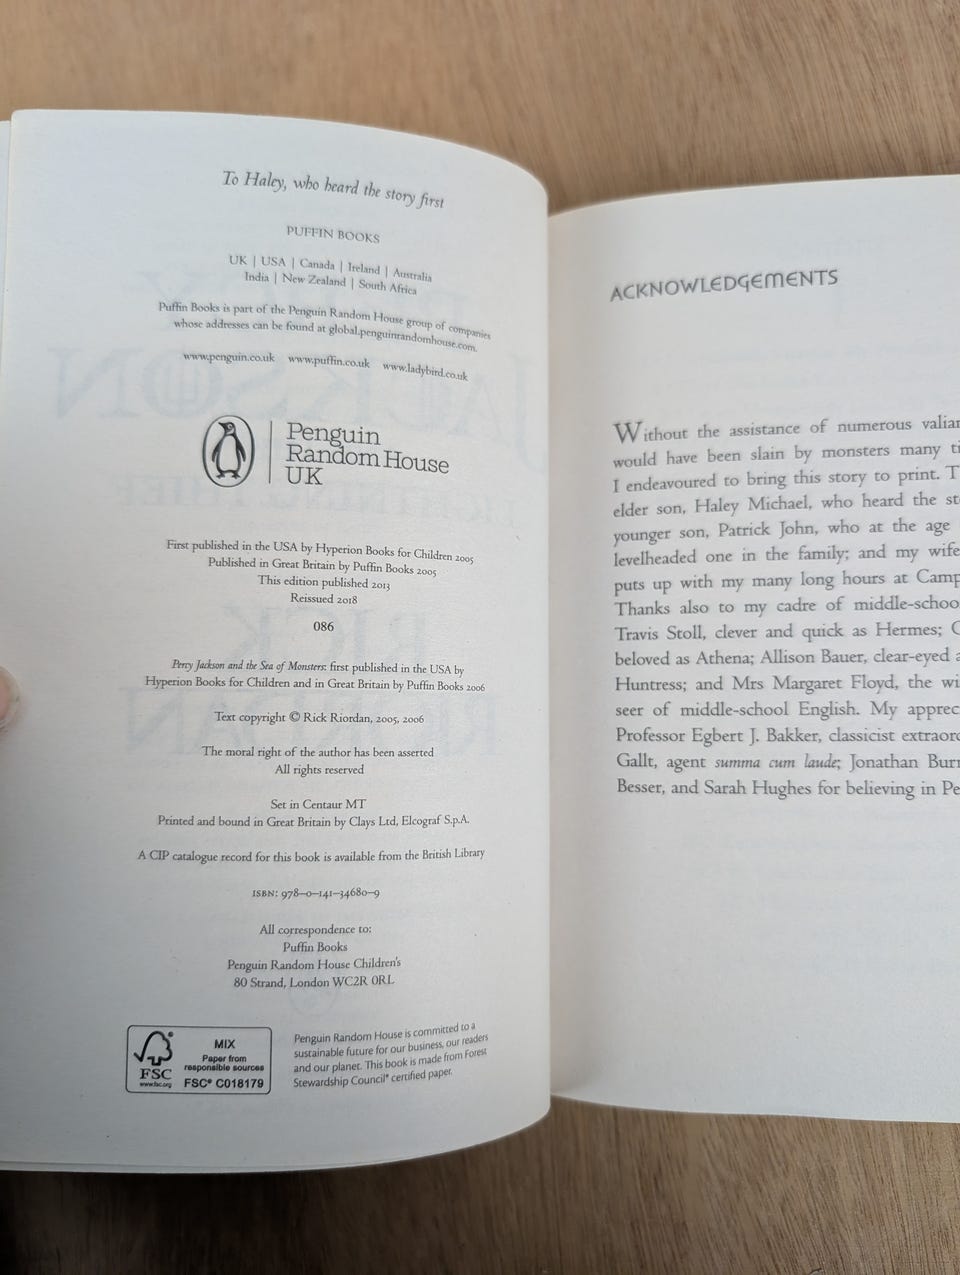 To Haley, who heard the story first
PUFFIN BOOKS
UK | USA | Canada | Ireland | Australia
India | New Zealand | South Africa
Puffin Books is part of the Penguin Random House group of companies
whose addresses can be found at global.penguinrandomhouse.com.
www.penguin.co.uk www.puffin.co.uk www.ladybird.co.uk
Penguin
Random House
UK
First published in the USA by Hyperion Books for Children 2005
Published in Great Britain by Puffin Books 2005
This edition published 2013
Reissued 2018
086
Percy Jackson and the Sea of Monsters: first published in the USA by
Hyperion Books for Children and in Great Britain by Puffin Books 2006
Text copyright © Rick Riordan, 2005, 2006
The moral right of the author has been asserted
All rights reserved
Set in Centaur MT
Printed and bound in Great Britain by Clays Ltd, Elcograf S.p.A.
A CIP catalogue record for this book is available from the British Library
ISBN: 978–0–141–34680–9
All correspondence to:
Puffin Books
Penguin Random House Children's
80 Strand, London WC2R 0RL
FSC
www.fsc.org
MIX
Paper from
responsible sources
FSC® C018179
Penguin Random House is committed to a
sustainable future for our business, our readers
and our planet. This book is made from Forest
Stewardship Council® certified paper.
ACKNOWLEDGEMENTS
Without the assistance of numerous valian
would have been slain by monsters many ti
I endeavoured to bring this story to print. T
elder son, Haley Michael, who heard the st
younger son, Patrick John, who at the age
levelheaded one in the family; and my wife
puts up with my many long hours at Camp
Thanks also to my cadre of middle-schoo
Travis Stoll, clever and quick as Hermes; C
beloved as Athena; Allison Bauer, clear-eyed a
Huntress; and Mrs Margaret Floyd, the wi
seer of middle-school English. My apprec
Professor Egbert J. Bakker, classicist extraor
Gallt, agent summa cum laude; Jonathan Bur
Besser, and Sarah Hughes for believing in Pe